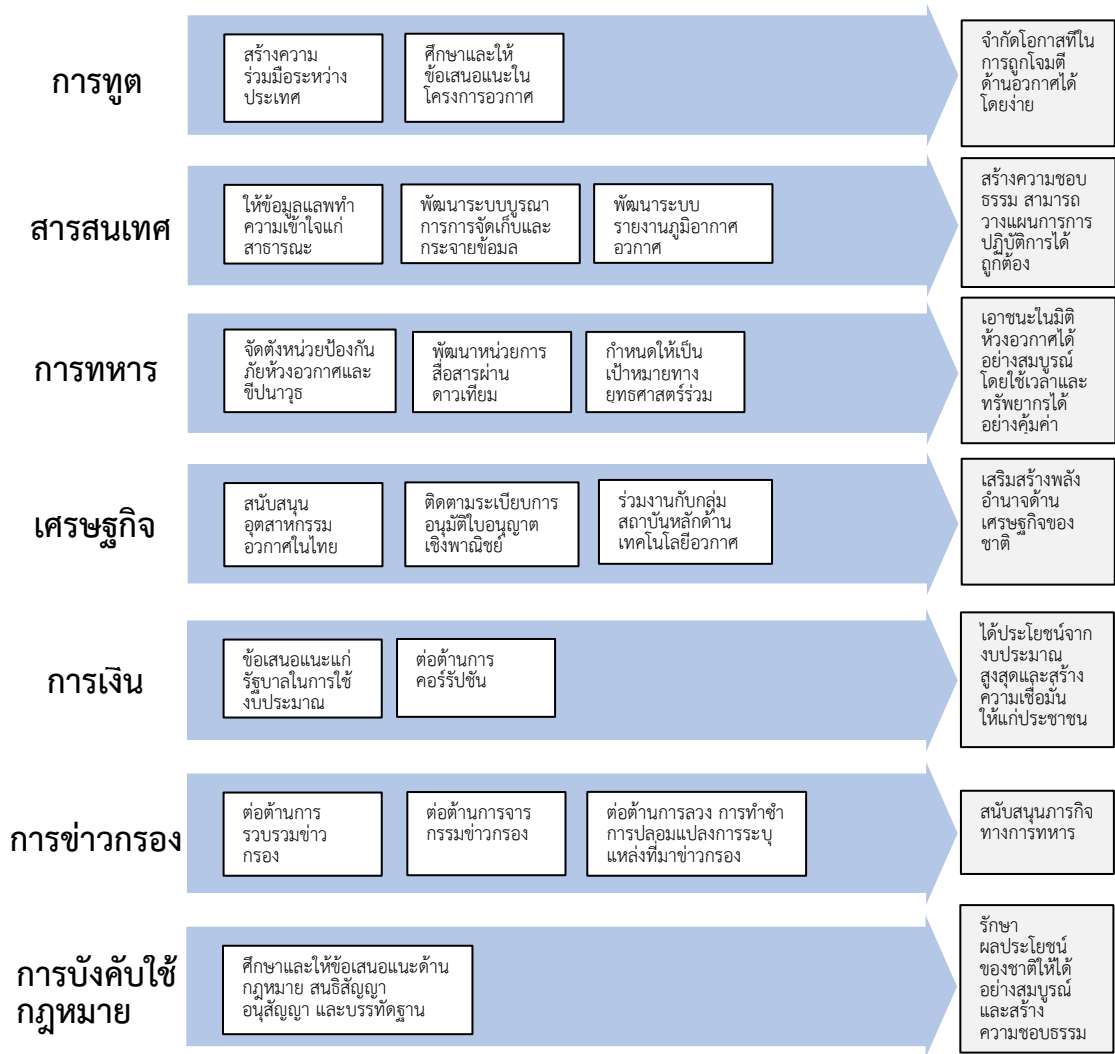 การทูต
สร้างความ
ร่วมมือระหว่าง
ประเทศ
ศึกษาและให้
ข้อเสนอแนะใน
โครงการอวกาศ
จำกัดโอกาสที่ใน
การถูกโจมตี
ด้านอวกาศได้
โดยง่าย
สารสนเทศ
ให้ข้อมูลแลพทำ
ความเข้าใจแก่
สาธารณะ
พัฒนาระบบบูรณา
การการจัดเก็บและ
กระจายข้อมูล
พัฒนาระบบ
รายงานภูมิอากาศ
อวกาศ
สร้างความชอบ
ธรรม สามารถ
วางแผนการการ
ปฏิบัติการได้
ถูกต้อง
การทหาร
จัดตั้งหน่วยป้องกัน
ภัยห้วงอวกาศและ
ขีปนาวุธ
พัฒนาหน่วยการ
สื่อสารผ่าน
ดาวเทียม
กำหนดให้เป็น
เป้าหมายทาง
ยุทธศาสตร์ร่วม
เอาชนะในมิติ
ห้วงอวกาศได้
อย่างสมบูรณ์
โดยใช้เวลาและ
ทรัพยากรได้
อย่างคุ้มค่า
เศรษฐกิจ
สนับสนุน
อุตสาหกรรม
อวกาศในไทย
ติดตามระเบียบการ
อนุมัติใบอนุญาต
เชิงพาณิชย์
ร่วมงานกับกลุ่ม
สถาบันหลักด้าน
เทคโนโลยีอวกาศ
เสริมสร้างพลัง
อำนาจด้าน
เศรษฐกิจของ
ชาติ
การเงิน
ข้อเสนอแนะแก่
รัฐบาลในการใช้
งบประมาณ
ต่อต้านการ
คอร์รัปชัน
ได้ประโยชน์จาก
งบประมาณ
สูงสุดและสร้าง
ความเชื่อมั่น
ให้แก่ประชาชน
การข่าวกรอง
ต่อต้านการ
รวบรวมข่าว
กรอง
ต่อต้านการจาร
กรรมข่าวกรอง
ต่อต้านการลวง การทำซ้ำ
การปลอมแปลงการระบุ
แหล่งที่มาข่าวกรอง
สนับสนุนภารกิจ
ทางการทหาร
การบังคับใช้
กฎหมาย
ศึกษาและให้ข้อเสนอแนะด้าน
กฎหมาย สนธิสัญญา
อนุสัญญา และบรรทัดฐาน
รักษา
ผลประโยชน์
ของชาติให้ได้
อย่างสมบูรณ์
และสร้าง
ความชอบธรรม